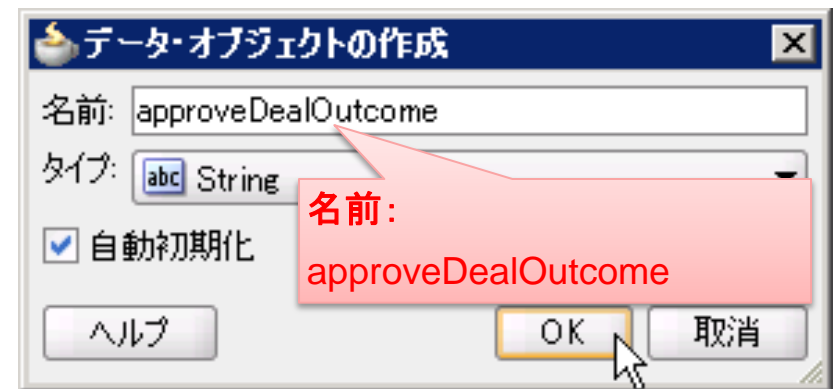 データ・オブジェクトの作成
名前: approveDealOutcome
タイプ: abc String
名前:
approveDealOutcome
自動初期化
ヘルプ OK 取消